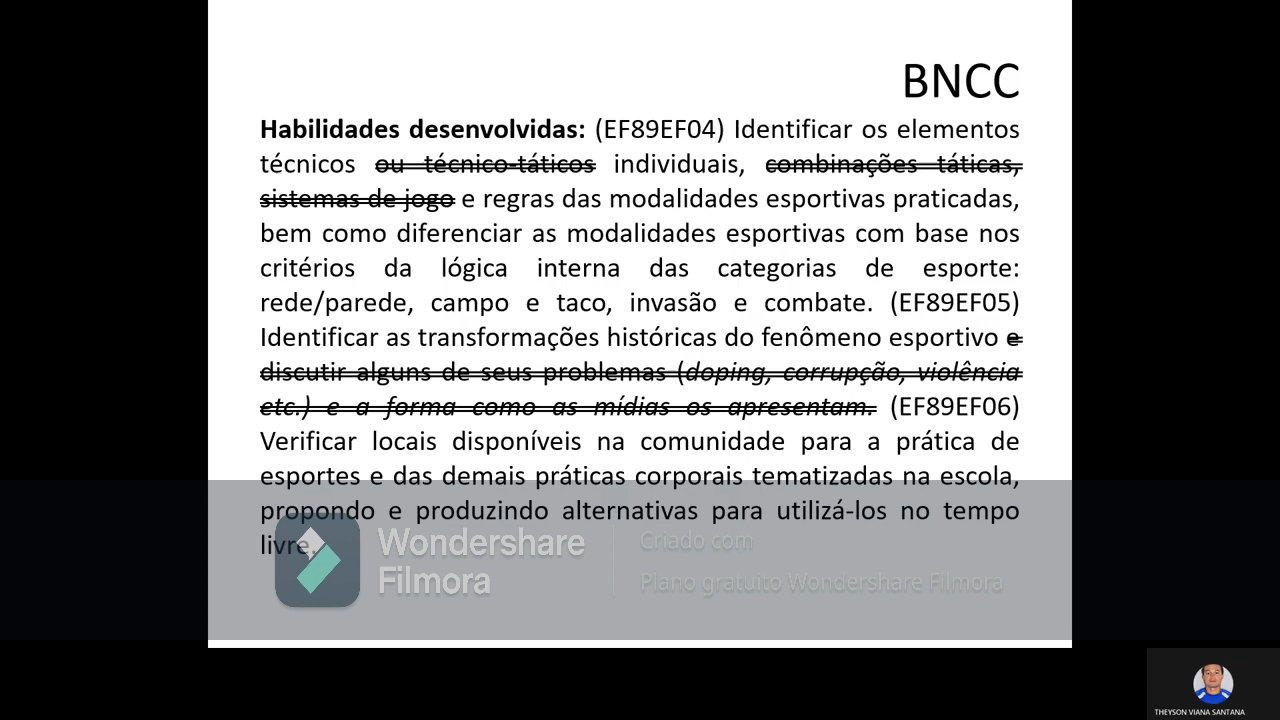 BNCC
Habilidades desenvolvidas: (EF89EF04) Identificar os elementos
técnicos ou técnico-táticos individuais, combinações táticas,
sistemas de jogo e regras das modalidades esportivas praticadas,
bem como diferenciar as modalidades esportivas com base nos
critérios da lógica interna das categorias de esporte:
rede/parede, campo e taco, invasão e combate. (EF89EF05)
Identificar as transformações históricas do fenômeno esportivo e
discutir alguns de seus problemas (doping, corrupção, violência
etc.) e a forma como as mídias os apresentam. (EF89EF06)
Verificar locais disponíveis na comunidade para a prática de
esportes e das demais práticas corporais tematizadas na escola,
propondo e produzindo alternativas para utilizá-los no tempo
livre.
Wondershare
Filmora
Criado com
Plano gratuito Wondershare Filmora
THEYSON VIANA SANTANA